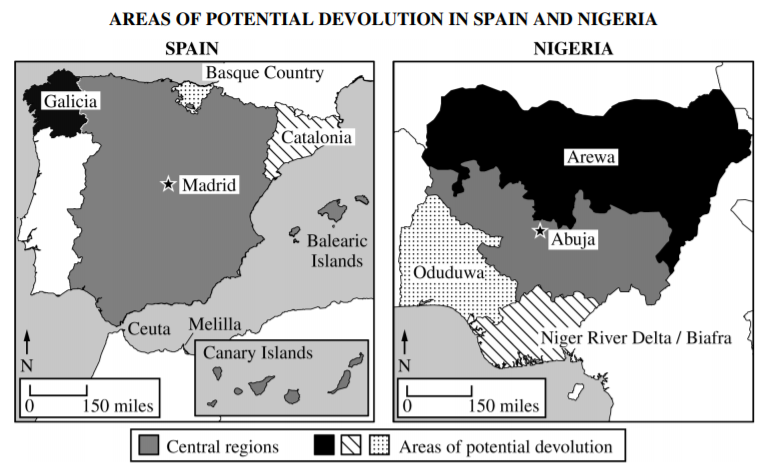 AREAS OF POTENTIAL DEVOLUTION IN SPAIN AND NIGERIA
SPAIN
Basque Country
Galicia
Catalonia
Madrid
Balearic
Islands
Ceuta
Melilla
Canary Islands
N
0
150 miles
NIGERIA
Arewa
Abuja
Oduduwa
Niger River Delta / Biafra
N
0
150 miles
Central regions
Areas of potential devolution